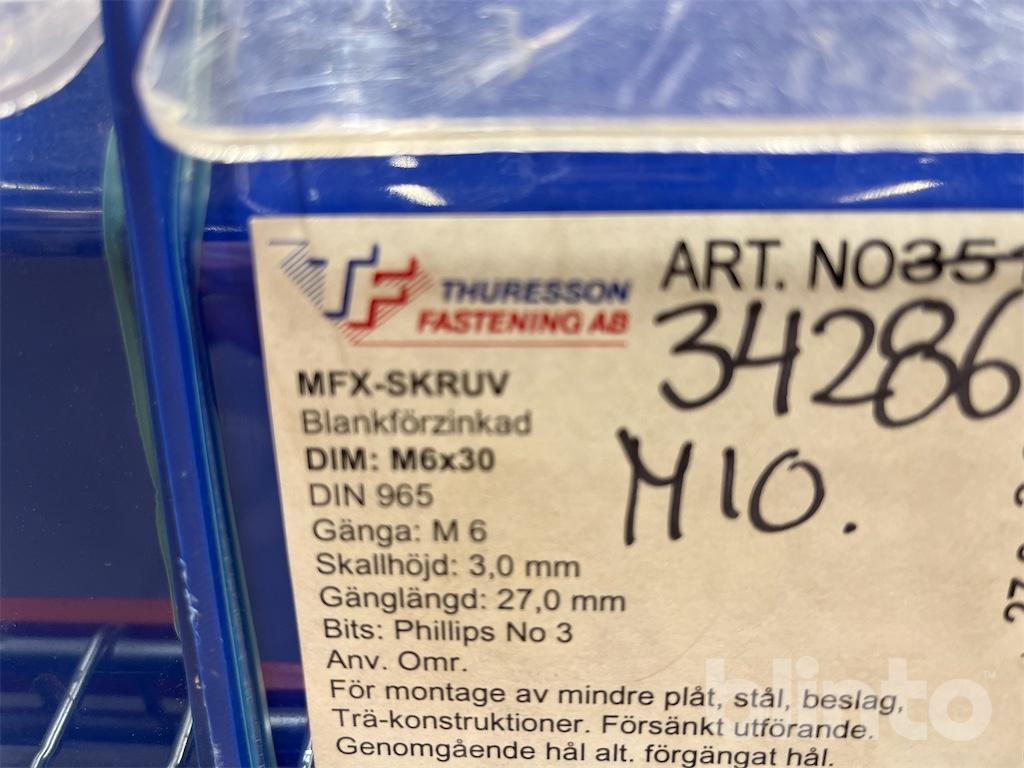 THURESSON
FASTENING AB
ART. NO 351
34286
M10.
MFX-SKRUV
Blankförzinkad
DIM: M6x30
DIN 965
Gänga: M 6
Skallhöjd: 3,0 mm
Gänglängd: 27,0 mm
Bits: Phillips No 3
Anv. Omr.
För montage av mindre plåt, stål, beslag,
Trä-konstruktioner. Försänkt utförande.
Genomgående hål alt. förgängat hål.
blinto